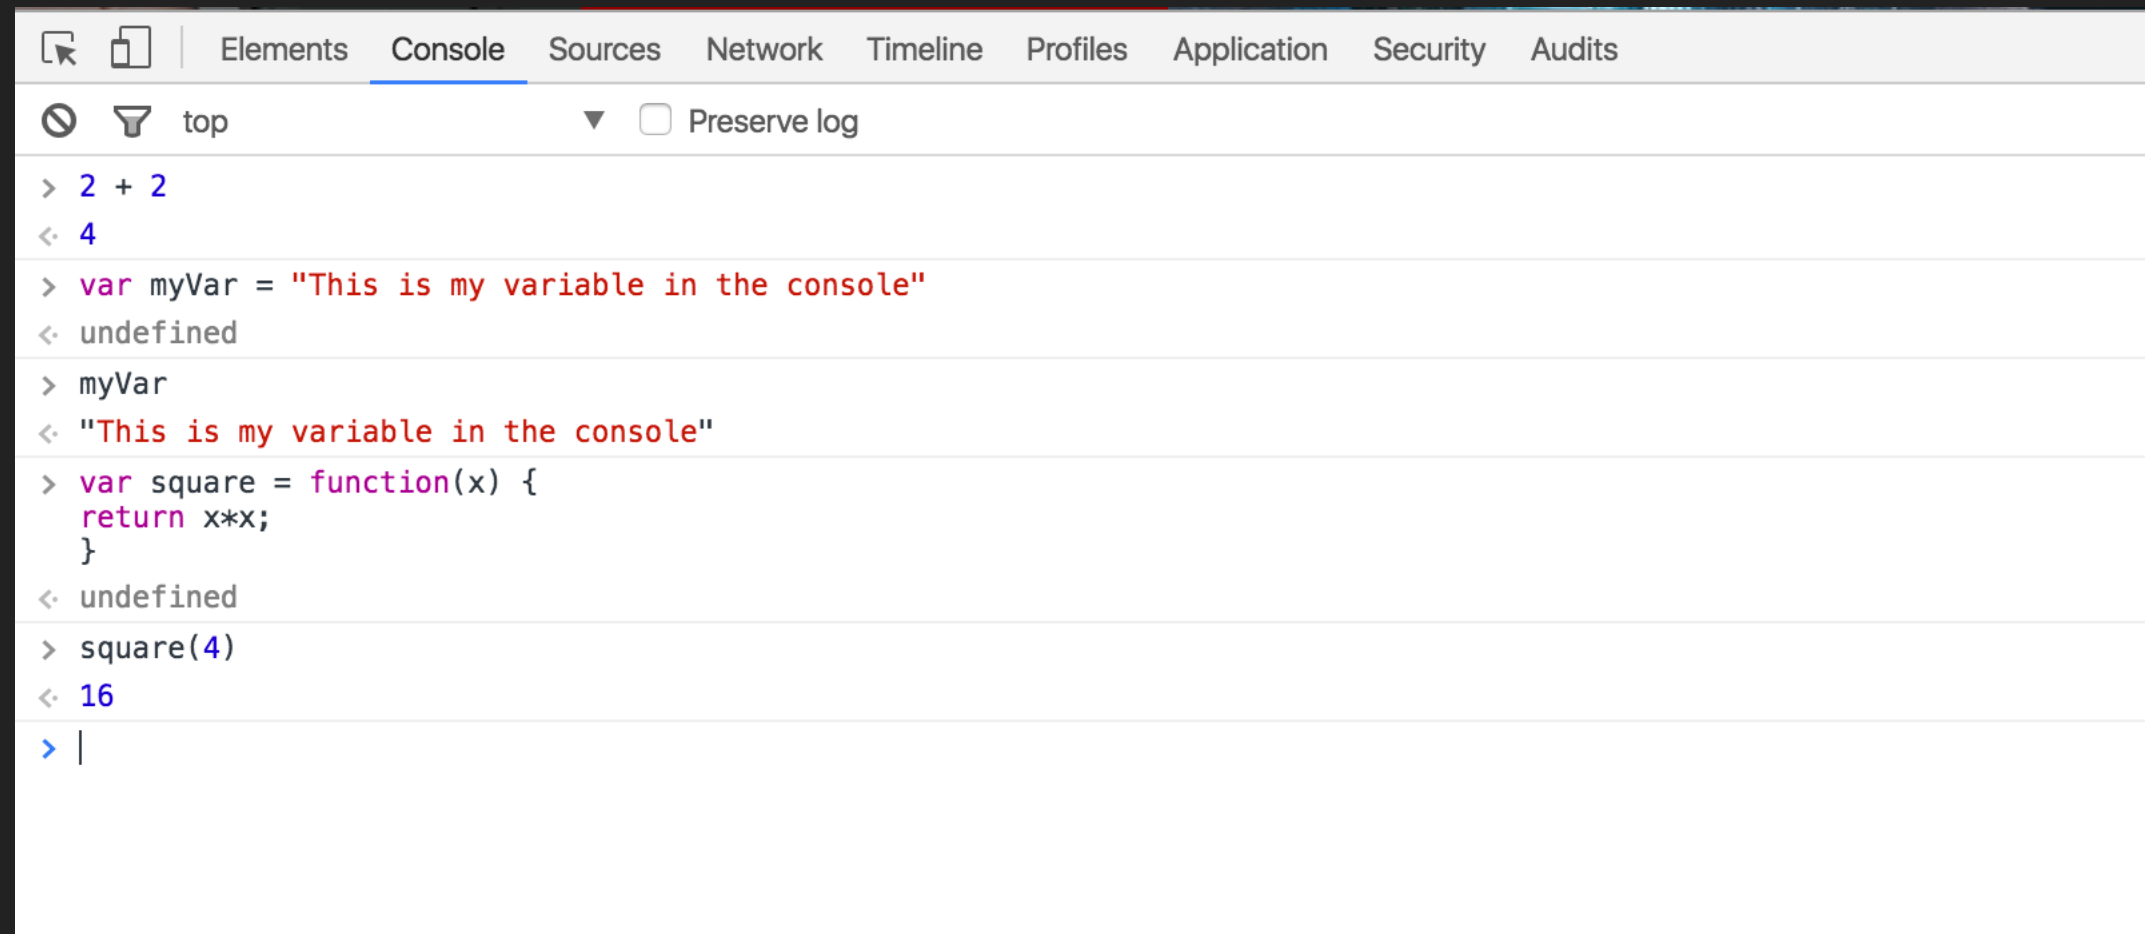 Elements Console Sources Network Timeline Profiles Application Security Audits
top ▼ Preserve log
> 2 + 2
<· 4
> var myVar = "This is my variable in the console"
<· undefined
> myVar
<· "This is my variable in the console"
> var square = function(x) {
return x*x;
}
<· undefined
> square(4)
<· 16
>